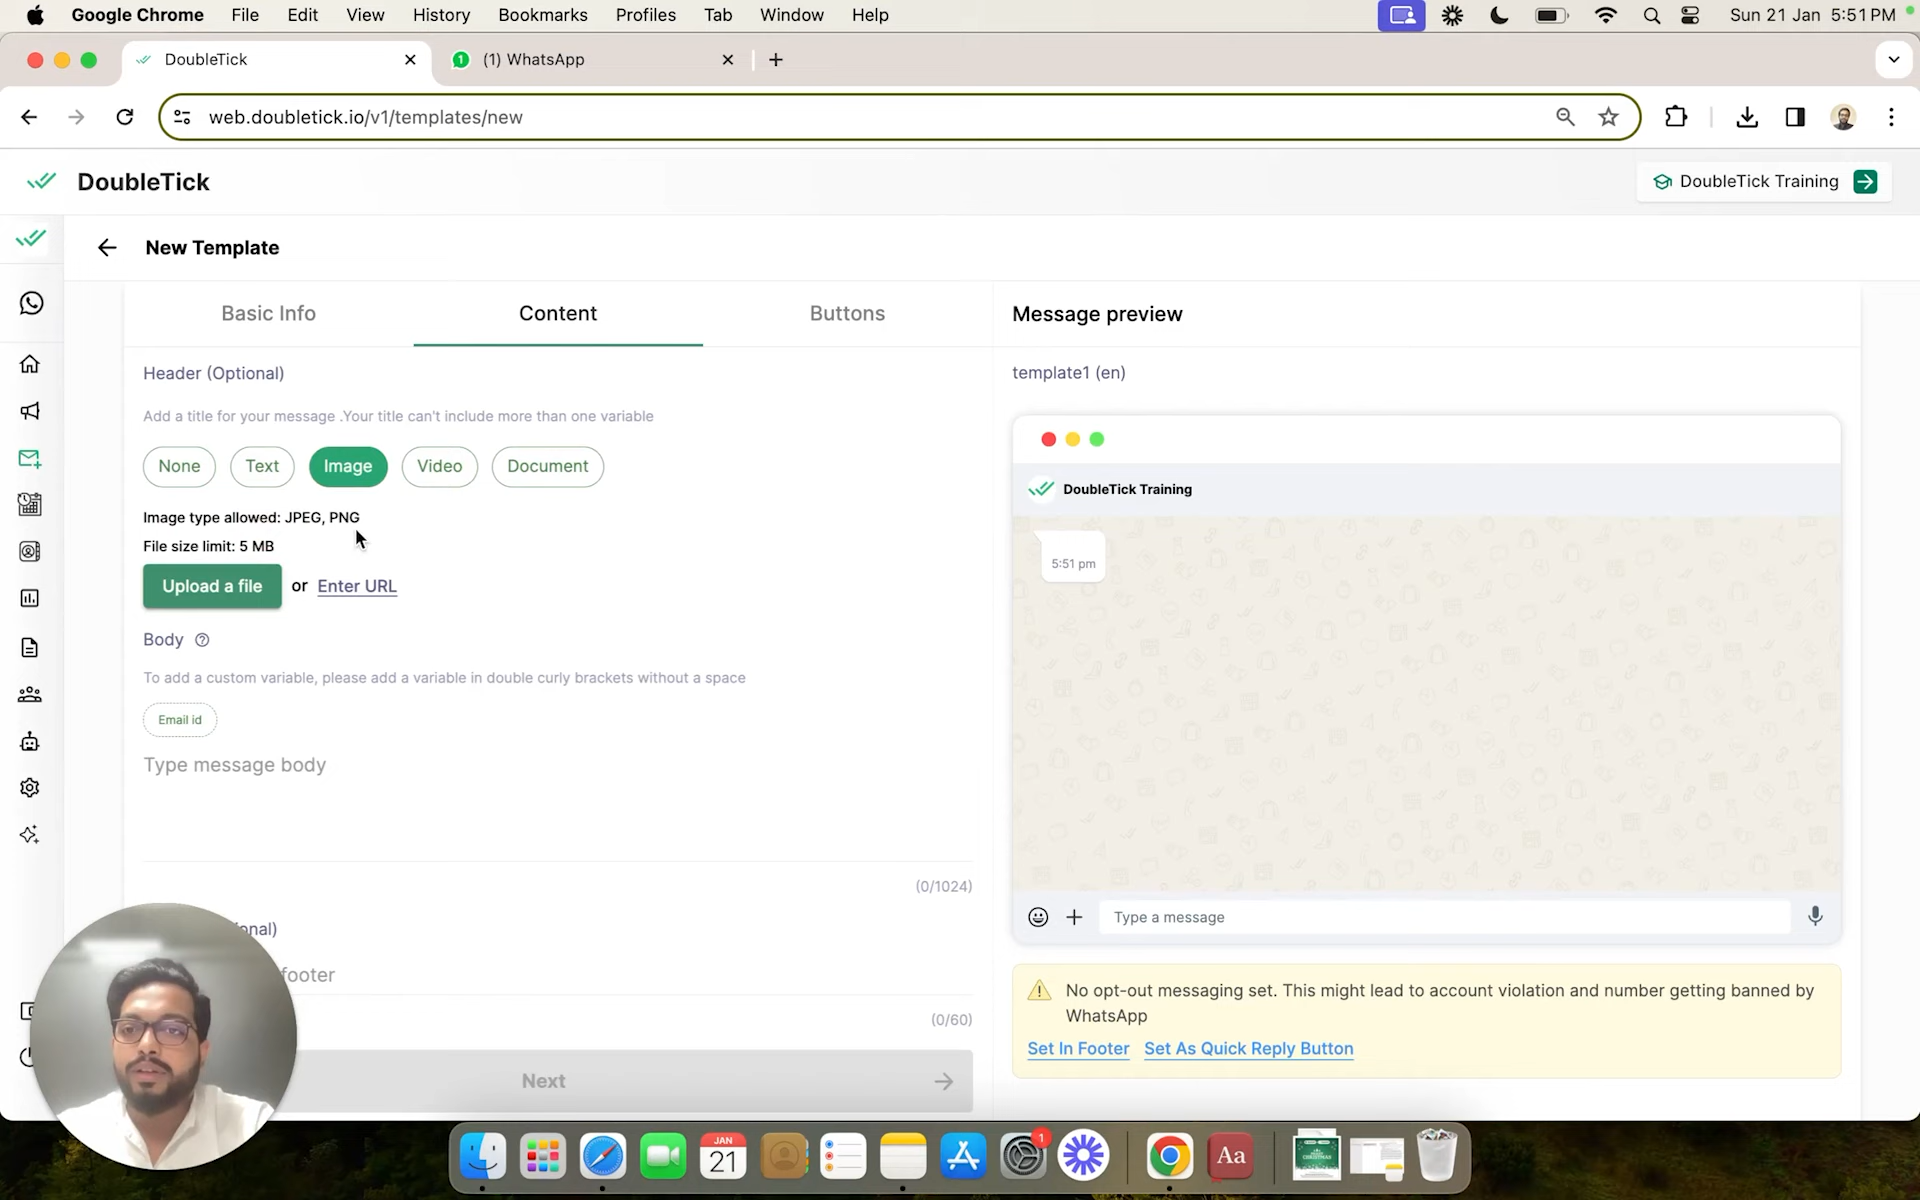 Google Chrome File Edit View History Bookmarks Profiles Tab Window Help Sun 21 Jan 5:51 PM
DoubleTick
1 (1) WhatsApp
web.doubletick.io/v1/templates/new
DoubleTick
DoubleTick Training
New Template
Basic Info Content Buttons
Header (Optional)
Add a title for your message .Your title can't include more than one variable
None Text Image Video Document
Image type allowed: JPEG, PNG
File size limit: 5 MB
Upload a file or Enter URL
Body
To add a custom variable, please add a variable in double curly brackets without a space
Email id
Type message body
(0/1024)
onal)
footer
(0/60)
Next
Message preview
template1 (en)
DoubleTick Training
5:51 pm
Type a message
No opt-out messaging set. This might lead to account violation and number getting banned by
WhatsApp
Set In Footer Set As Quick Reply Button
JAN
21
1
Aa